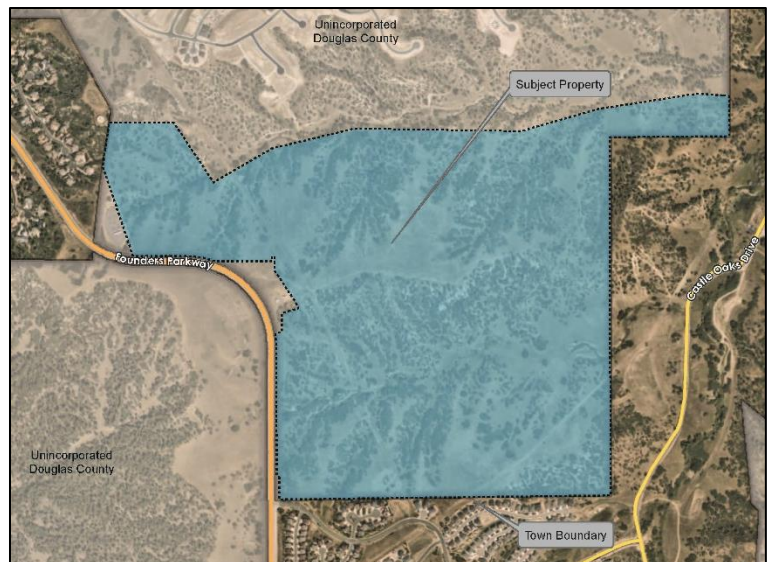 Unincorporated
Douglas County
Subject Property
Founders Parkway
Castle Oaks Drive
Unincorporated
Douglas County
Town Boundary